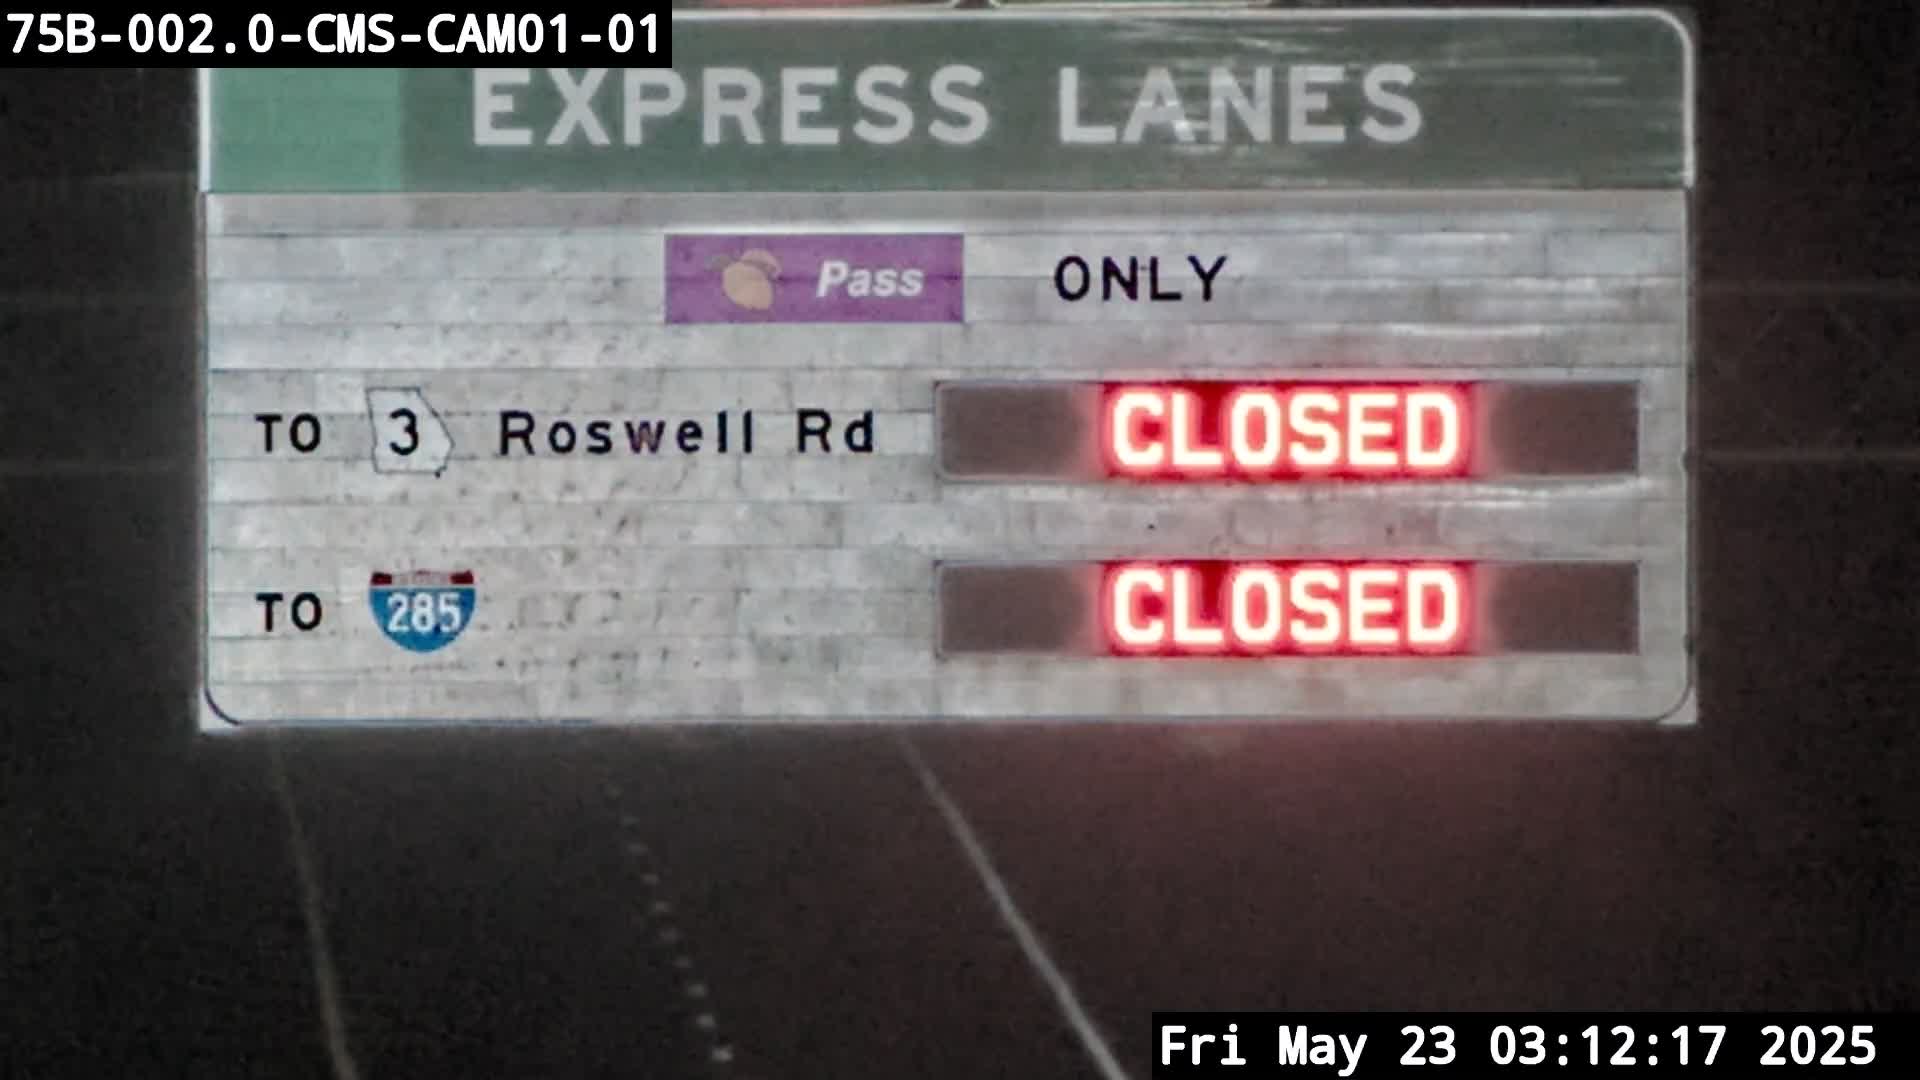 75B-002.0-CMS-CAM01-01
EXPRESS LANES
Pass ONLY
TO 3 Roswell Rd CLOSED
TO 285 CLOSED
Fri May 23 03:12:17 2025